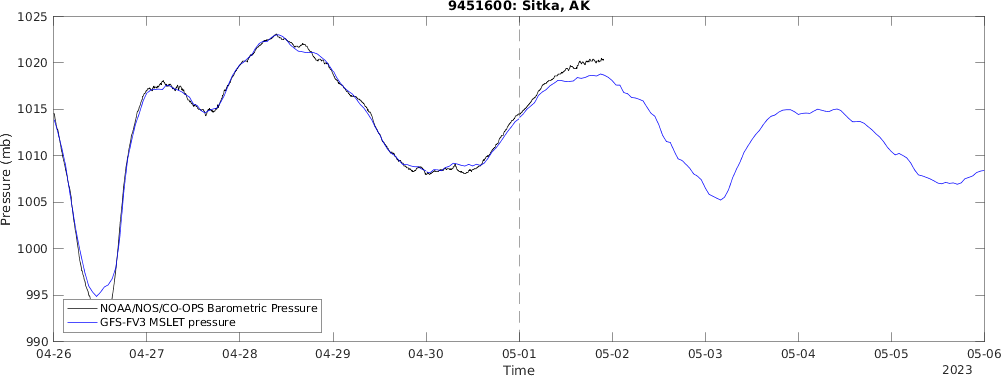 9451600: Sitka, AK
1025
1020
1015
1010
1005
1000
995
990
Pressure (mb)
NOAA/NOS/CO-OPS Barometric Pressure
GFS-FV3 MSLET pressure
04-26 04-27 04-28 04-29 04-30 05-01 05-02 05-03 05-04 05-05 05-06
Time
2023